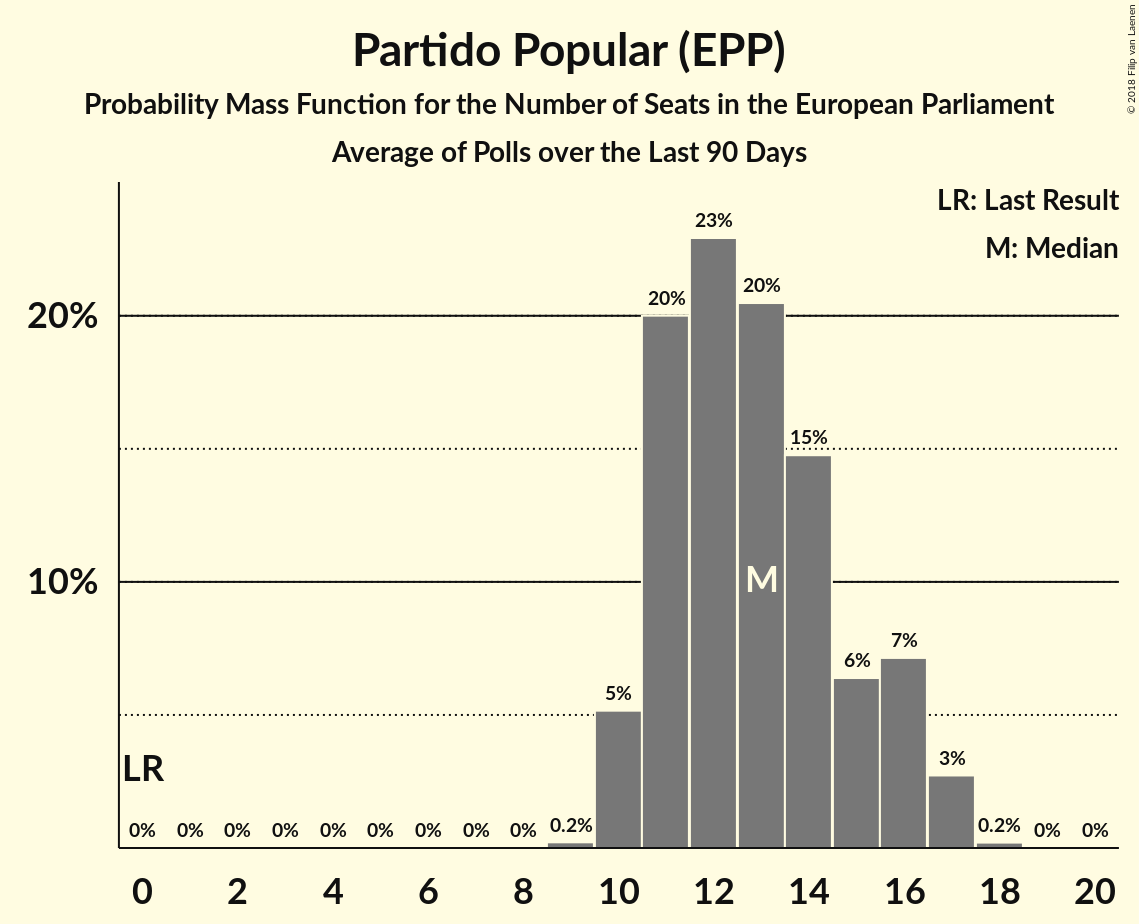 Partido Popular (EPP)
Probability Mass Function for the Number of Seats in the European Parliament
Average of Polls over the Last 90 Days
© 2018 Filip van Laenen
LR: Last Result
M: Median
20%
10%
LR
M
0% 0% 0% 0% 0% 0% 0% 0% 0% 0.2% 5% 20% 23% 20% 15% 6% 7% 3% 0.2% 0% 0%
0 2 4 6 8 10 12 14 16 18 20